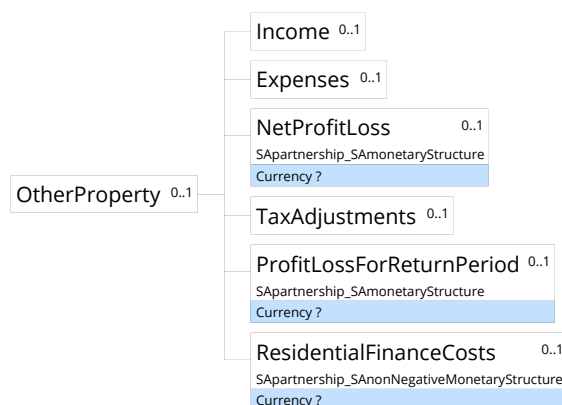 Income 0..1
Expenses 0..1
NetProfitLoss 0..1
SApartnership_SAmonetaryStructure
Currency ?
OtherProperty 0..1
TaxAdjustments 0..1
ProfitLossForReturnPeriod 0..1
SApartnership_SAmonetaryStructure
Currency ?
ResidentialFinanceCosts 0..1
SApartnership_SAnonNegativeMonetaryStructure
Currency ?